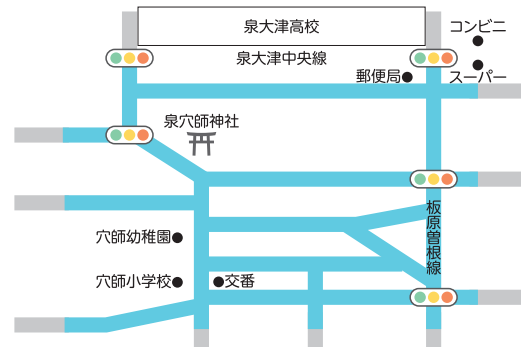 泉大津高校
コンビニ
泉大津中央線
郵便局
スーパー
泉穴師神社
板原曽根線
穴師幼稚園
穴師小学校
交番